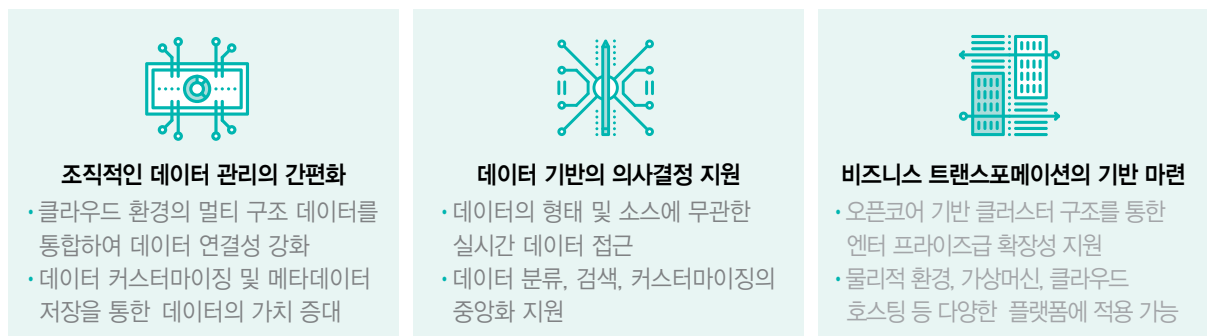 조직적인 데이터 관리의 간편화
· 클라우드 환경의 멀티 구조 데이터를
통합하여 데이터 연결성 강화
· 데이터 커스터마이징 및 메타데이터
저장을 통한 데이터의 가치 증대
데이터 기반의 의사결정 지원
· 데이터의 형태 및 소스에 무관한
실시간 데이터 접근
· 데이터 분류, 검색, 커스터마이징의
중앙화 지원
비즈니스 트랜스포메이션의 기반 마련
· 오픈코어 기반 클러스터 구조를 통한
엔터 프라이즈급 확장성 지원
· 물리적 환경, 가상머신, 클라우드
호스팅 등 다양한 플랫폼에 적용 가능